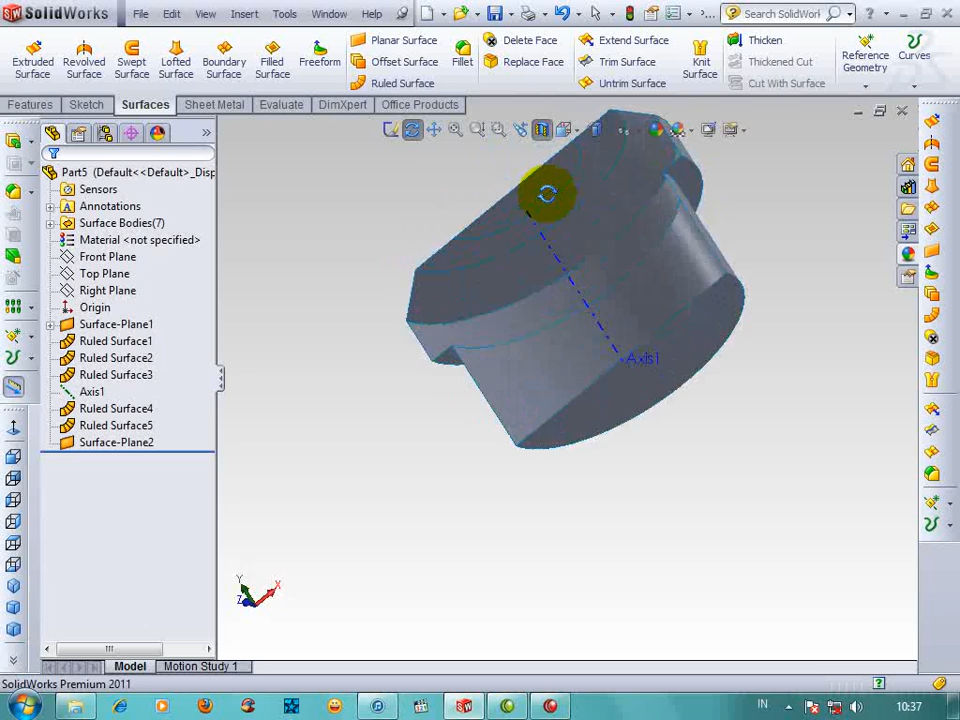 SolidWorks File Edit View Insert Tools Window Help ... Search SolidWorks ?
Extruded Surface
Revolved Surface
Swept Surface
Lofted Surface
Boundary Surface
Filled Surface
Freeform
Planar Surface
Offset Surface
Ruled Surface
Fillet
Delete Face
Replace Face
Extend Surface
Trim Surface
Untrim Surface
Knit Surface
Thicken
Thickened Cut
Cut With Surface
Reference Geometry
Curves
Features Sketch Surfaces Sheet Metal Evaluate DimXpert Office Products
Part5 (Default<<Default>_Disp
Sensors
Annotations
Surface Bodies(7)
Material <not specified>
Front Plane
Top Plane
Right Plane
Origin
Surface-Plane1
Ruled Surface1
Ruled Surface2
Ruled Surface3
Axis1
Ruled Surface4
Ruled Surface5
Surface-Plane2
Axis1
Y
X
Z
Model Motion Study 1
SolidWorks Premium 2011
IN 10:37